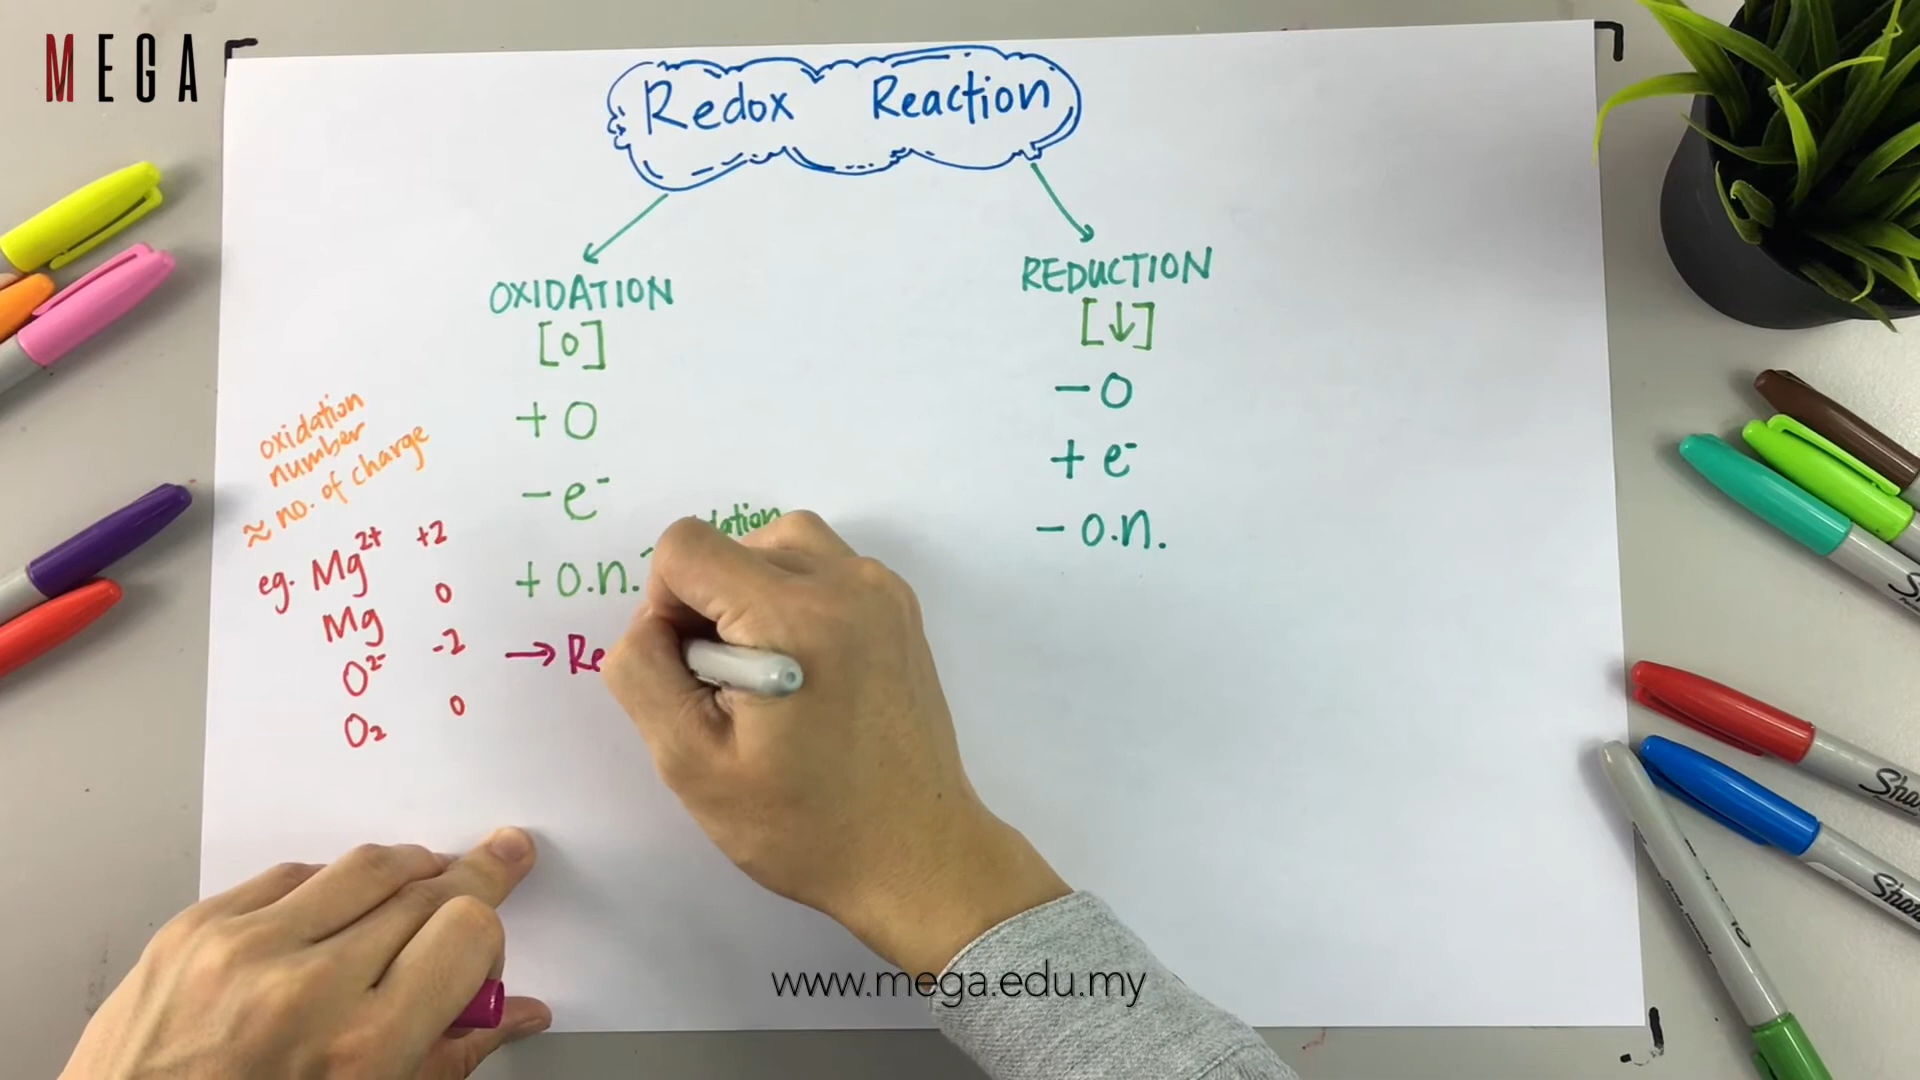 MEGA
Redox Reaction
OXIDATION
[O]
+ O
- e⁻
+ o.n.
→ Re
oxidation
number
≈ no. of charge
eg. Mg²⁺ +2
Mg 0
O²⁻ -2
O₂ 0
REDUCTION
[↓]
- O
+ e⁻
- o.n.
www.mega.edu.my